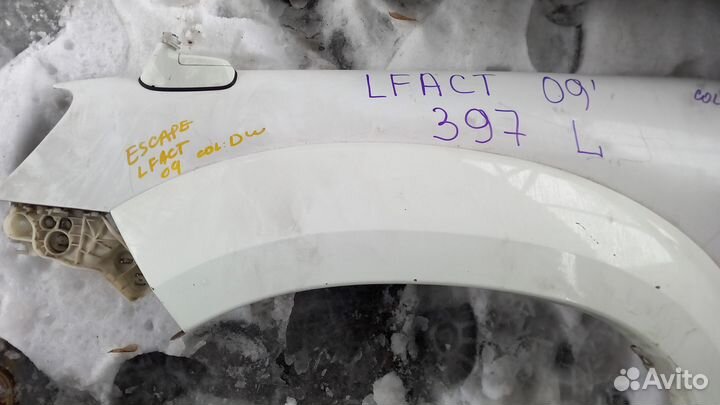 LFACT 09'
397 L
COL
ESCAPE
LFACT COL: DW
09
Avito